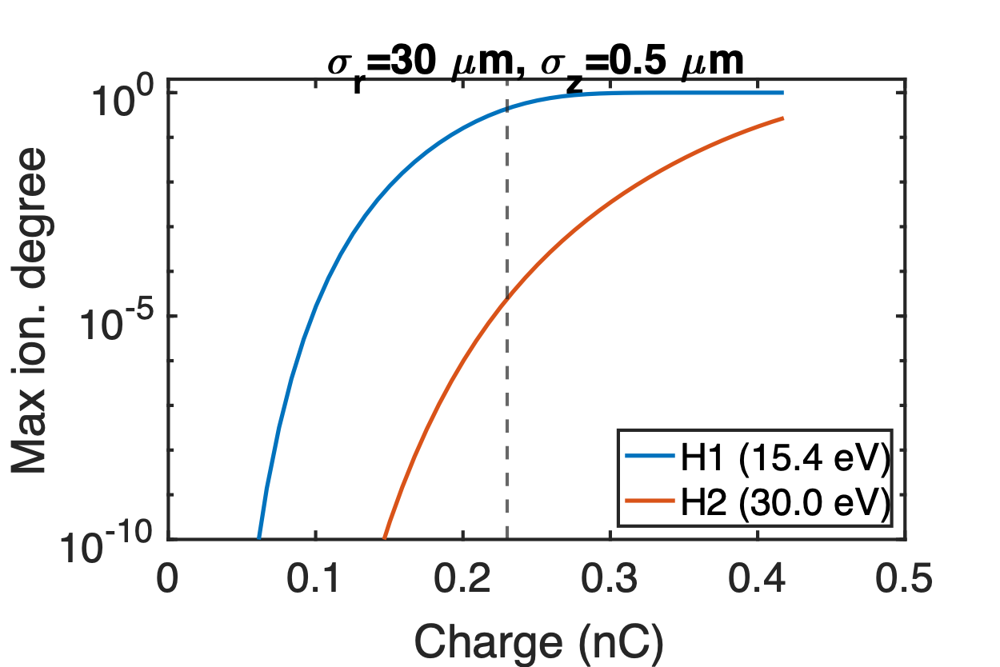 σr=30 μm, σz=0.5 μm
Max ion. degree
10^0
10^-5
10^-10
0 0.1 0.2 0.3 0.4 0.5
Charge (nC)
H1 (15.4 eV)
H2 (30.0 eV)